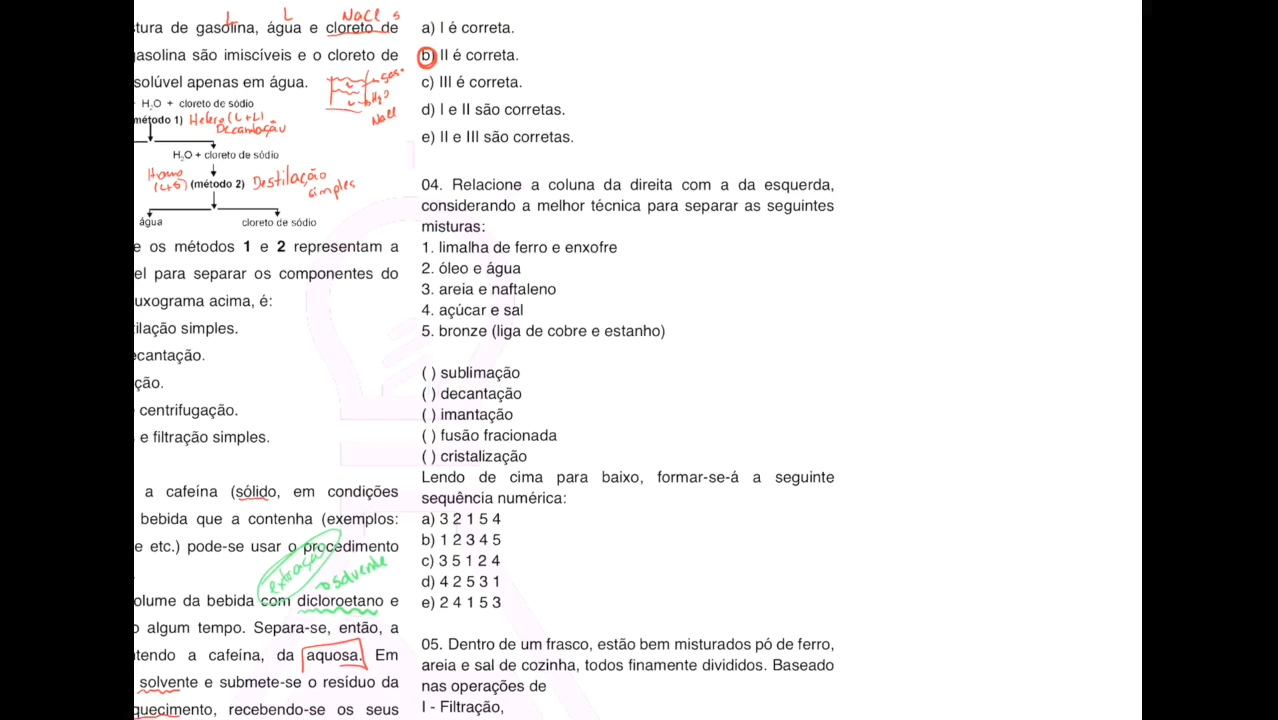 L L NaCl s
tura de gasolina, água e cloreto de
gasolina são imiscíveis e o cloreto de
solúvel apenas em água.
gas.
H2O
NaCl
H2O + cloreto de sódio
método 1) Hetero (L+L)
Decantação
H2O + cloreto de sódio
Homo
(L+S) (método 2) Destilação
simples
água cloreto de sódio
e os métodos 1 e 2 representam a
el para separar os componentes do
uxograma acima, é:
ilação simples.
ecantação.
ção.
centrifugação.
e filtração simples.
a cafeína (sólido, em condições
bebida que a contenha (exemplos:
e etc.) pode-se usar o procedimento
extração
solvente
olume da bebida com dicloroetano e
o algum tempo. Separa-se, então, a
tendo a cafeína, da aquosa. Em
solvente e submete-se o resíduo da
quecimento, recebendo-se os seus
a) I é correta.
b) II é correta.
c) III é correta.
d) I e II são corretas.
e) II e III são corretas.
04. Relacione a coluna da direita com a da esquerda,
considerando a melhor técnica para separar as seguintes
misturas:
1. limalha de ferro e enxofre
2. óleo e água
3. areia e naftaleno
4. açúcar e sal
5. bronze (liga de cobre e estanho)
( ) sublimação
( ) decantação
( ) imantação
( ) fusão fracionada
( ) cristalização
Lendo de cima para baixo, formar-se-á a seguinte
sequência numérica:
a) 3 2 1 5 4
b) 1 2 3 4 5
c) 3 5 1 2 4
d) 4 2 5 3 1
e) 2 4 1 5 3
05. Dentro de um frasco, estão bem misturados pó de ferro,
areia e sal de cozinha, todos finamente divididos. Baseado
nas operações de
I - Filtração,